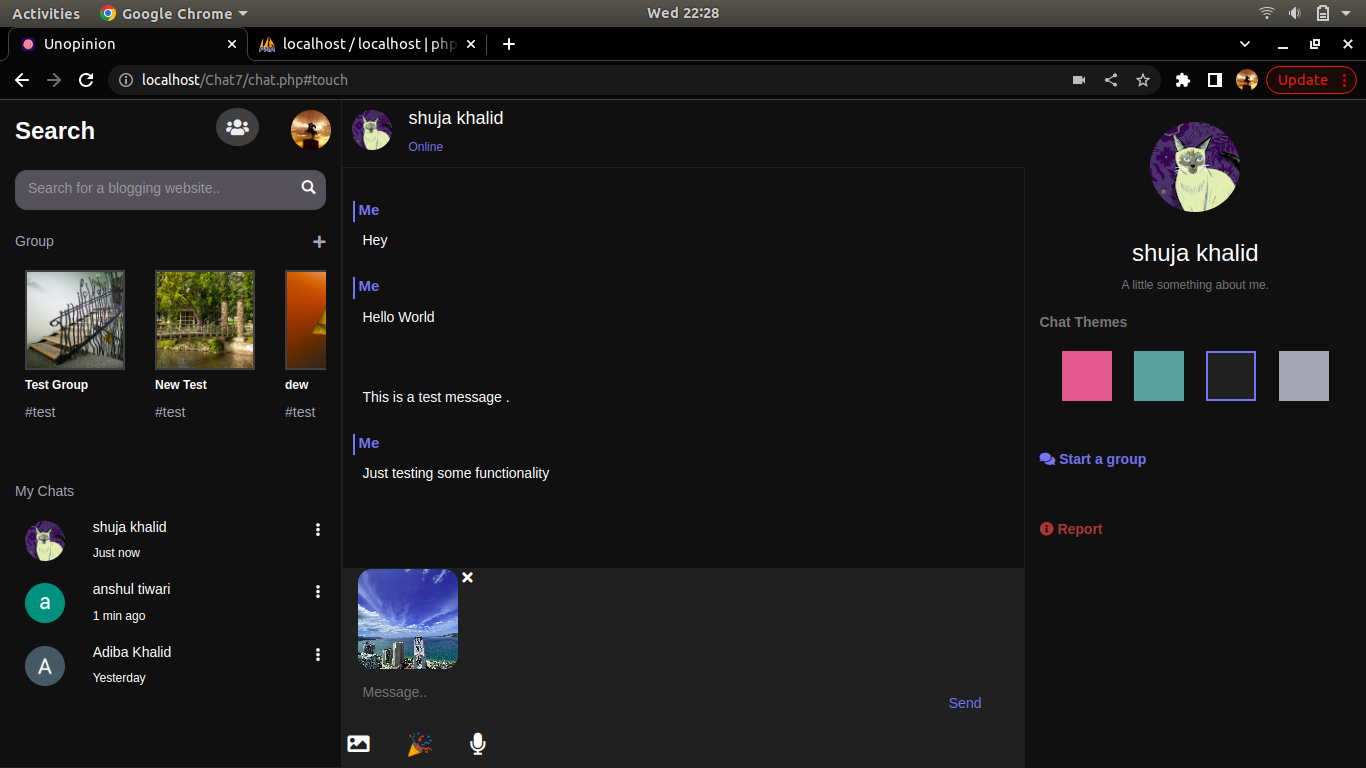 Activities
Google Chrome
Wed 22:28
Unopinion
localhost / localhost | php
localhost/Chat7/chat.php#touch
Update
Search
Search for a blogging website..
Group
Test Group
New Test
dew
#test
#test
#test
My Chats
shuja khalid
Just now
a
anshul tiwari
1 min ago
A
Adiba Khalid
Yesterday
shuja khalid
Online
Me
Hey
Me
Hello World
This is a test message .
Me
Just testing some functionality
Message..
Send
shuja khalid
A little something about me.
Chat Themes
Start a group
Report